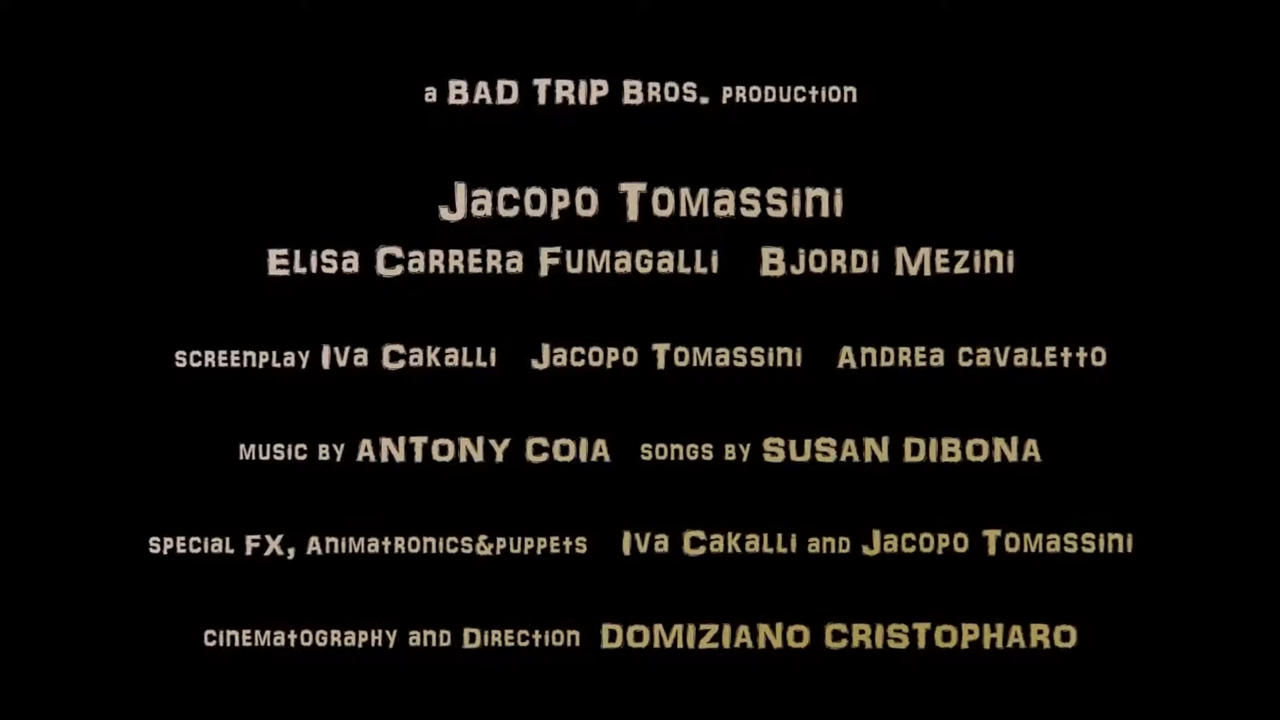 a BAD TRIP BROS. PRODUCTION
Jacopo Tomassini
Elisa Carrera Fumagalli Bjordi Mezini
screenplay Iva Cakalli Jacopo Tomassini Andrea Cavaletto
music by ANTONY COIA songs by SUSAN DIBONA
special FX, Animatronics&puppets Iva Cakalli and Jacopo Tomassini
cinematography and Direction DOMIZIANO CRISTOPHARO